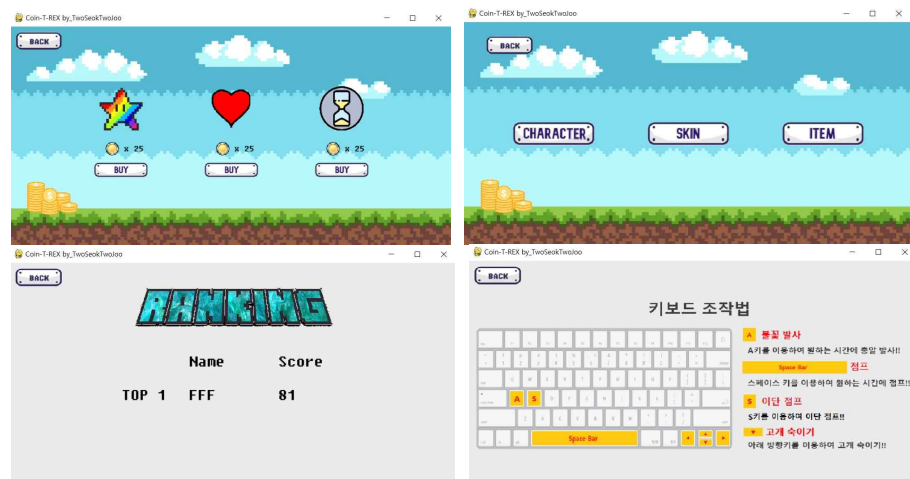 Coin-T-REX by_TwoSeokTwoJoo
BACK
x 25
x 25
x 25
BUY
BUY
BUY
Coin-T-REX by_TwoSeokTwoJoo
BACK
CHARACTER
SKIN
ITEM
Coin-T-REX by_TwoSeokTwoJoo
BACK
RANKING
Name Score
TOP 1 FFF 81
Coin-T-REX by_TwoSeokTwoJoo
BACK
키보드 조작법
A S
Space Bar
A 불꽃 발사
A키를 이용하여 원하는 시간에 총알 발사!!
Space Bar 점프
스페이스 키를 이용하여 원하는 시간에 점프!!
S 이단 점프
S키를 이용하여 이단 점프!!
▼ 고개 숙이기
아래 방향키를 이용하여 고개 숙이기!!